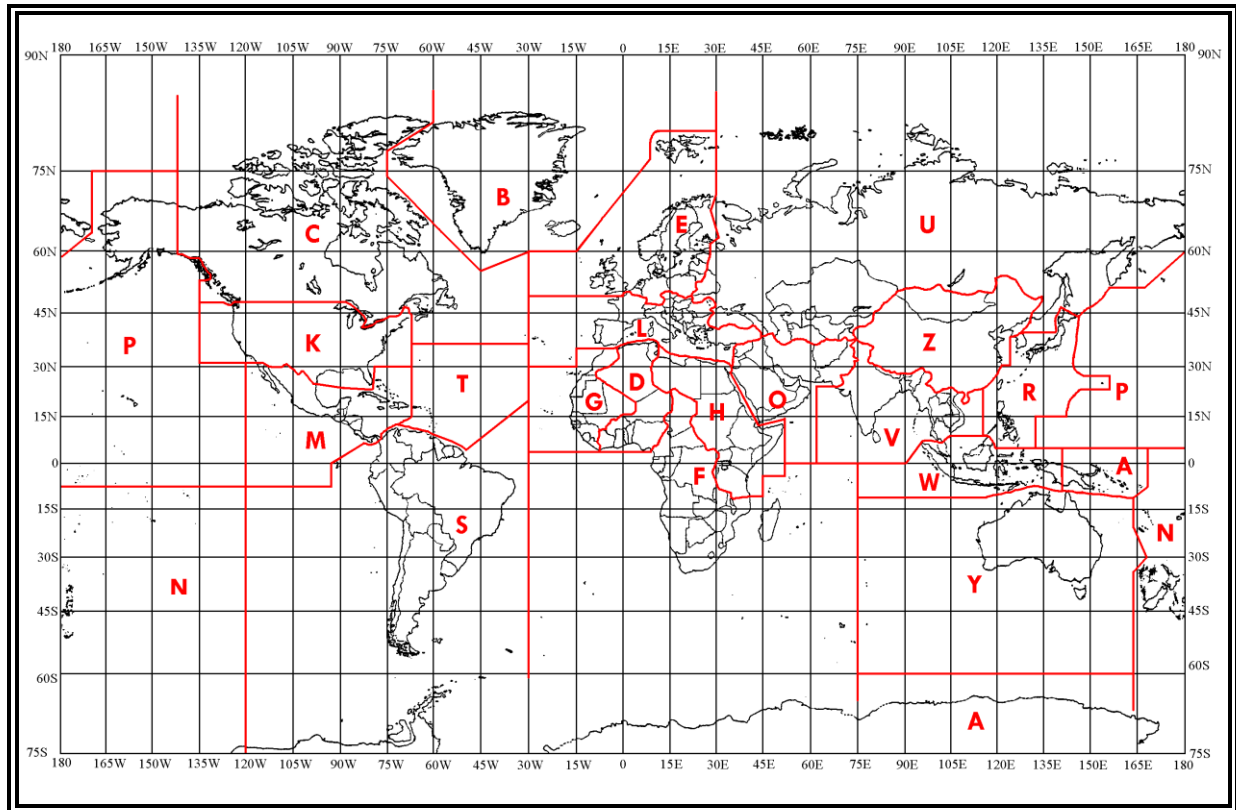 180 165W 150W 135W 120W 105W 90W 75W 60W 45W 30W 15W 0 15E 30E 45E 60E 75E 90E 105E 120E 135E 150E 165E 180
90N 90N
75N 75N
B
E U
C
60N 60N
45N 45N
L
P K Z
30N 30N
T D R P
G O
H
15N 15N
M V
0 A 0
F W
15S 15S
S N
30S 30S
N Y
45S 45S
60S 60S
A
75S 75S
180 165W 150W 135W 120W 105W 90W 75W 60W 45W 30W 15W 0 15E 30E 45E 60E 75E 90E 105E 120E 135E 150E 165E 180